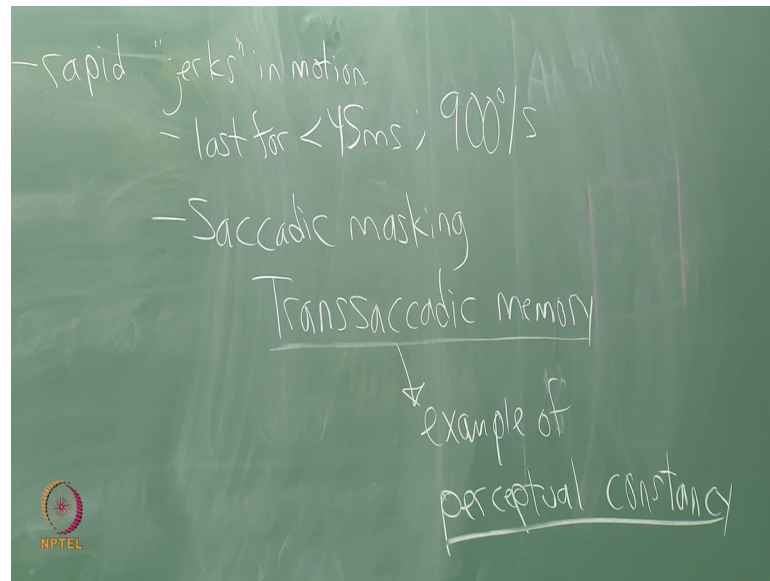 - rapid "jerks" in motion
- last for < 45ms ; 900°/s
- Saccadic masking
Transsaccadic memory
example of
perceptual constancy
NPTEL